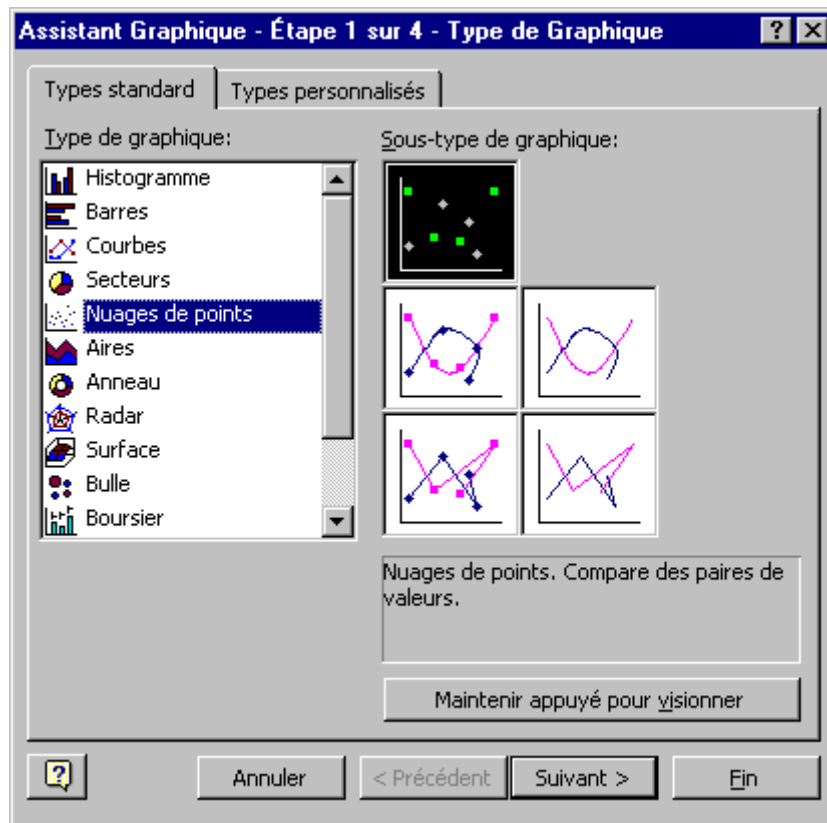 Assistant Graphique - Étape 1 sur 4 - Type de Graphique
Types standard
Types personnalisés
Type de graphique:
Histogramme
Barres
Courbes
Secteurs
Nuages de points
Aires
Anneau
Radar
Surface
Bulle
Boursier
Sous-type de graphique:
Nuages de points. Compare des paires de
valeurs.
Maintenir appuyé pour visionner
Annuler
< Précédent
Suivant >
Fin